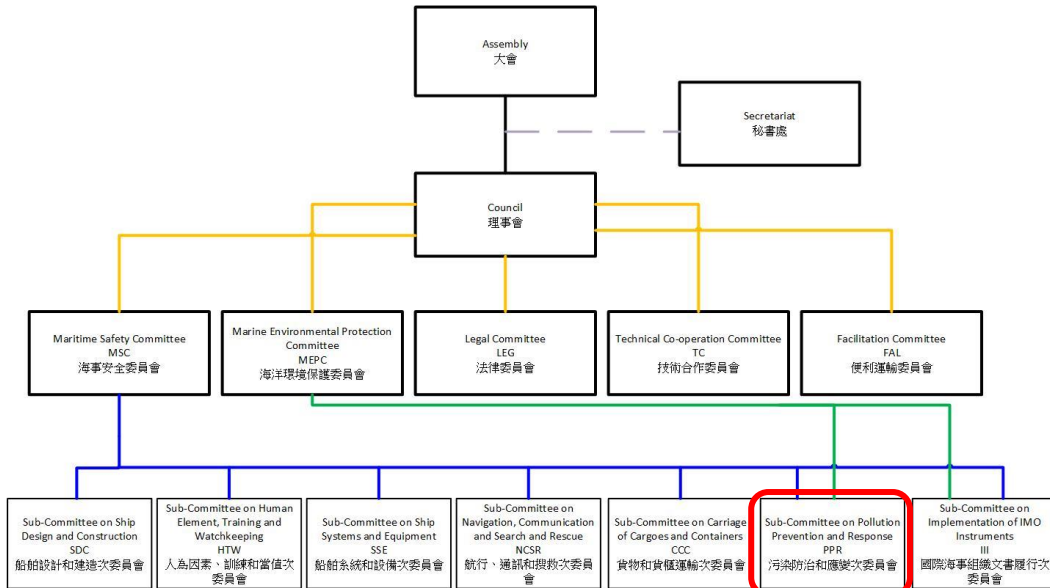 Assembly
大會
Secretariat
秘書處
Council
理事會
Maritime Safety Committee
MSC
海事安全委員會
Marine Environmental Protection
Committee
MEPC
海洋環境保護委員會
Legal Committee
LEG
法律委員會
Technical Co-operation Committee
TC
技術合作委員會
Facilitation Committee
FAL
便利運輸委員會
Sub-Committee on Ship
Design and Construction
SDC
船舶設計和建造次委員會
Sub-Committee on Human
Element, Training and
Watchkeeping
HTW
人為因素、訓練和當值次
委員會
Sub-Committee on Ship
Systems and Equipment
SSE
船舶系統和設備次委員會
Sub-Committee on
Navigation, Communication
and Search and Rescue
NCSR
航行、通訊和搜救次委員
會
Sub-Committee on Carriage
of Cargoes and Containers
CCC
貨物和貨櫃運輸次委員會
Sub-Committee on Pollution
Prevention and Response
PPR
污染防治和應變次委員會
Sub-Committee on
Implementation of IMO
Instruments
III
國際海事組織文書履行次
委員會